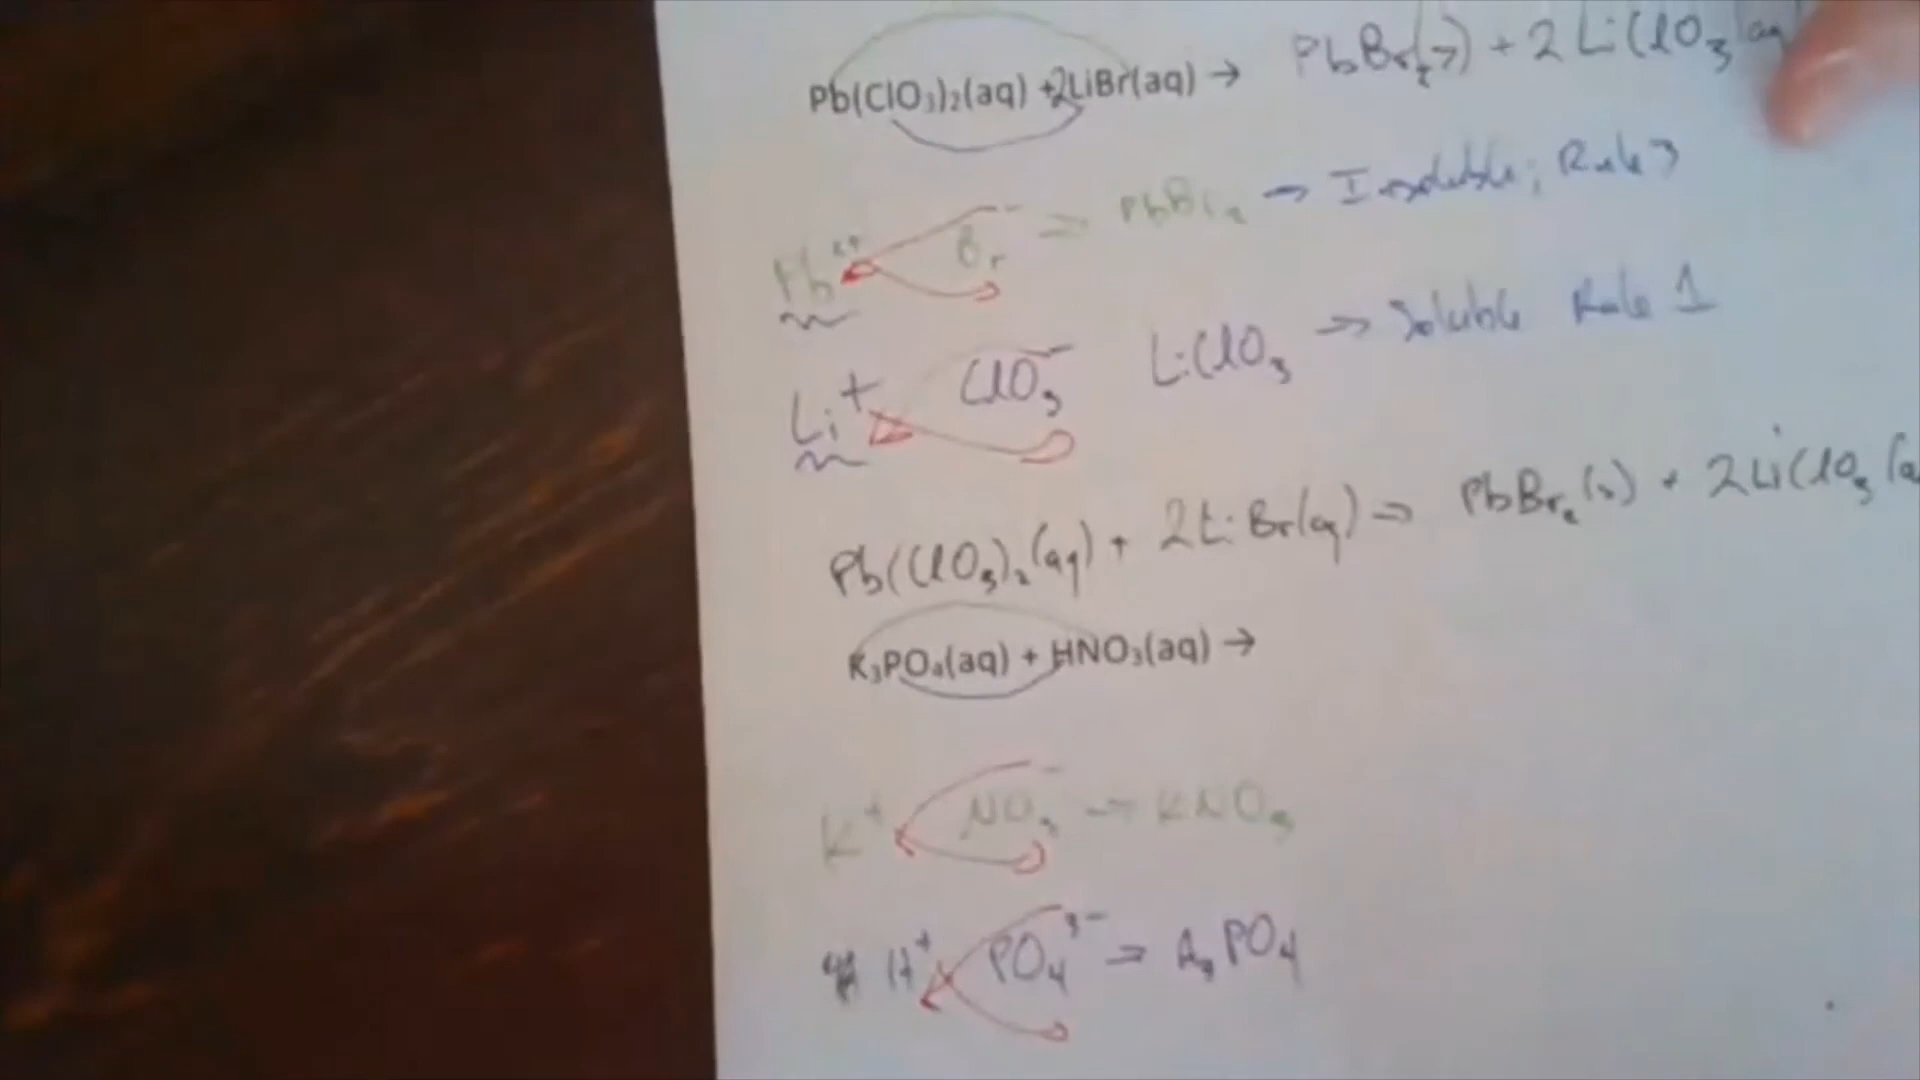 Pb(ClO₃)₂(aq) +2LiBr(aq) → PbBr₂(s) + 2LiClO₃(aq
Pb²⁺ Br⁻ → PbBr₂ → Insoluble; Rule 3
Li⁺ ClO₃⁻ LiClO₃ → Soluble Rule 1
Pb(ClO₃)₂(aq) + 2LiBr(aq) → PbBr₂(s) + 2LiClO₃(a
K₃PO₄(aq) + HNO₃(aq) →
K⁺ NO₃⁻ → KNO₃
H⁺ PO₄³⁻ → H₃PO₄